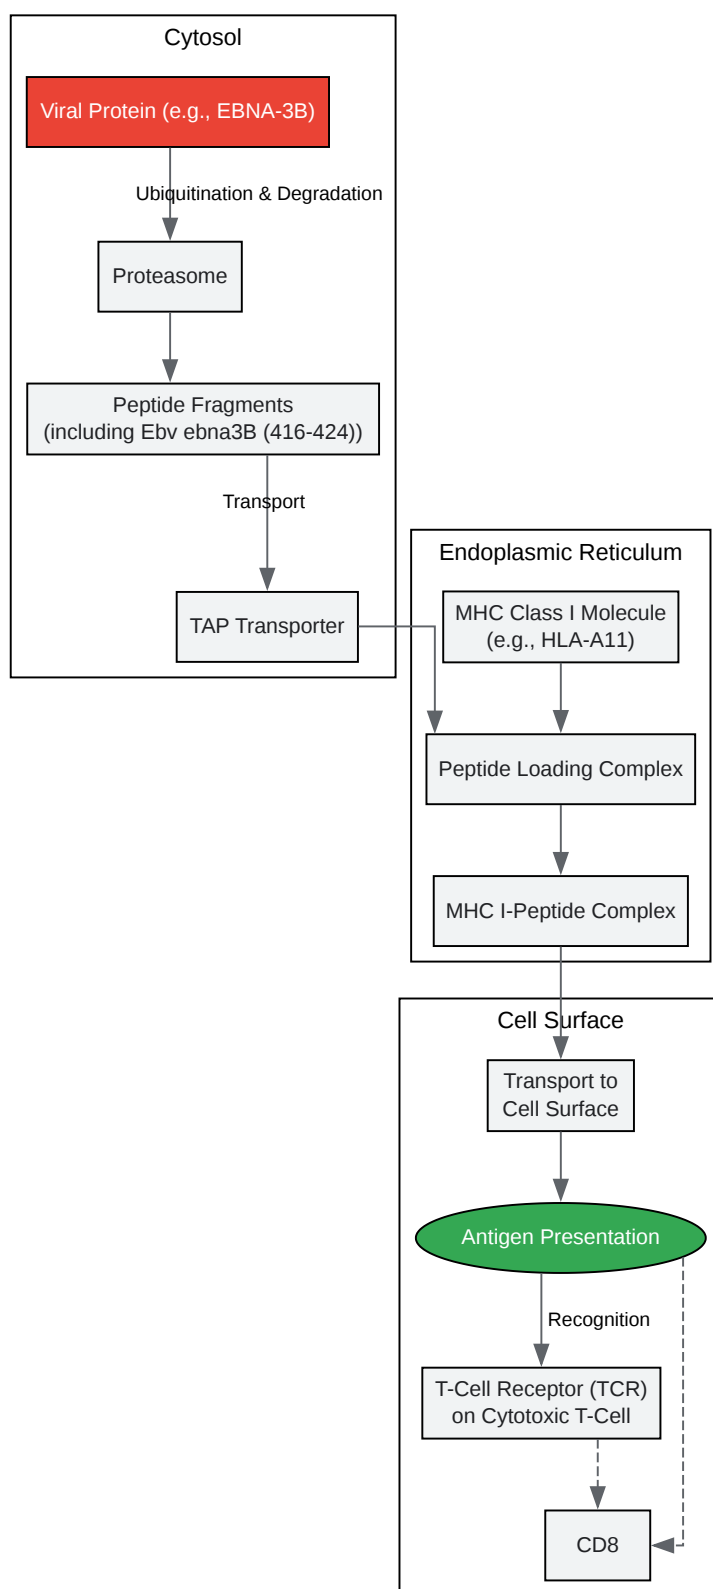 Cytosol
Viral Protein (e.g., EBNA-3B)
Ubiquitination & Degradation
Proteasome
Peptide Fragments
(including Ebv ebna3B (416-424))
Transport
TAP Transporter
Endoplasmic Reticulum
MHC Class I Molecule
(e.g., HLA-A11)
Peptide Loading Complex
MHC I-Peptide Complex
Cell Surface
Transport to
Cell Surface
Antigen Presentation
Recognition
T-Cell Receptor (TCR)
on Cytotoxic T-Cell
CD8